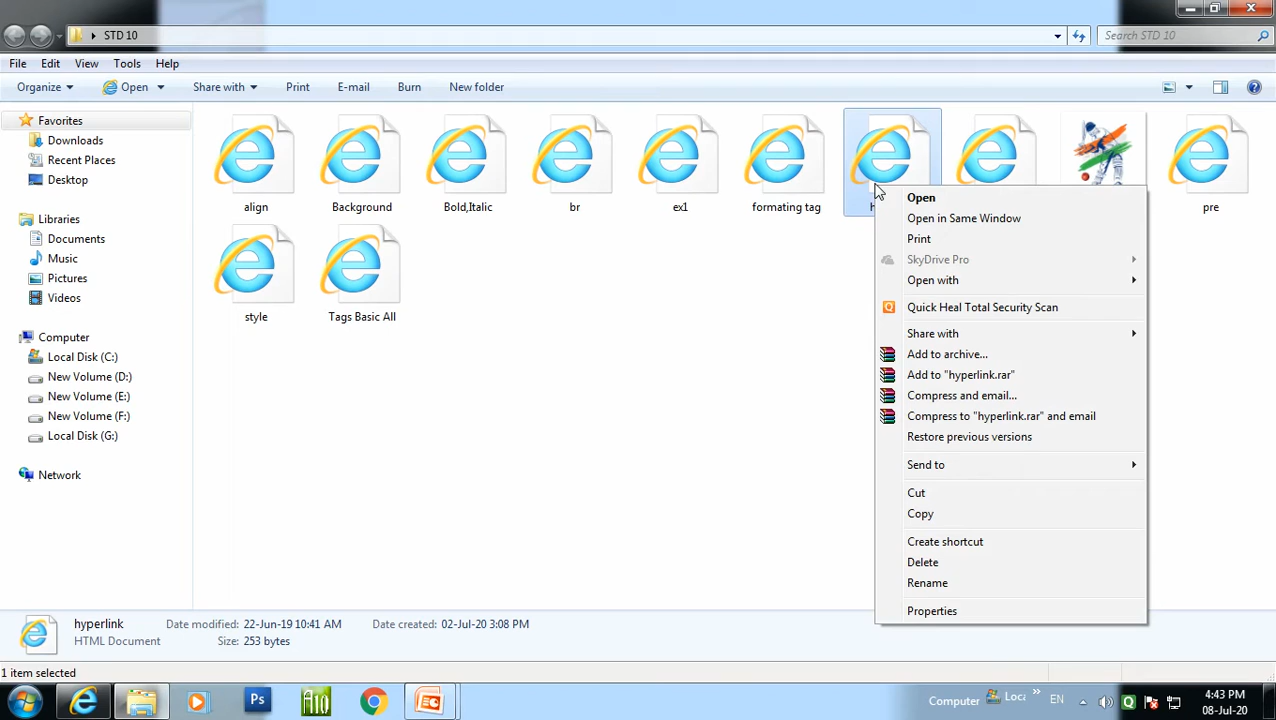 STD 10
Search STD 10
File Edit View Tools Help
Organize Open Share with Print E-mail Burn New folder
Favorites
Downloads
Recent Places
Desktop
Libraries
Documents
Music
Pictures
Videos
Computer
Local Disk (C:)
New Volume (D:)
New Volume (E:)
New Volume (F:)
Local Disk (G:)
Network
align Background Bold,Italic br ex1 formating tag pre
style Tags Basic All
Open
Open in Same Window
Print
SkyDrive Pro
Open with
Quick Heal Total Security Scan
Share with
Add to archive...
Add to "hyperlink.rar"
Compress and email...
Compress to "hyperlink.rar" and email
Restore previous versions
Send to
Cut
Copy
Create shortcut
Delete
Rename
Properties
hyperlink Date modified: 22-Jun-19 10:41 AM Date created: 02-Jul-20 3:08 PM
HTML Document Size: 253 bytes
1 item selected
Ps
Computer
EN
4:43 PM
08-Jul-20